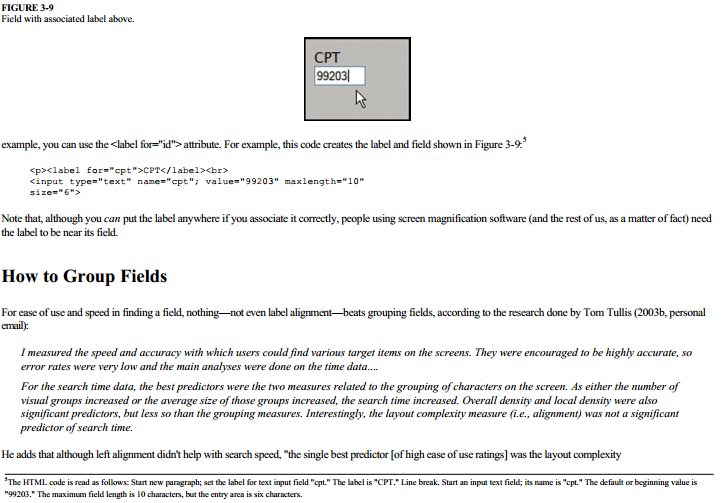 FIGURE 3-9
Field with associated label above.
CPT
99203
example, you can use the <label for="id"> attribute. For example, this code creates the label and field shown in Figure 3-9:5
<p><label for="cpt">CPT</label><br>
<input type="text" name="cpt"; value="99203" maxlength="10"
size="6">
Note that, although you can put the label anywhere if you associate it correctly, people using screen magnification software (and the rest of us, as a matter of fact) need
the label to be near its field.
How to Group Fields
For ease of use and speed in finding a field, nothing—not even label alignment—beats grouping fields, according to the research done by Tom Tullis (2003b, personal
email):
I measured the speed and accuracy with which users could find various target items on the screens. They were encouraged to be highly accurate, so
error rates were very low and the main analyses were done on the time data....
For the search time data, the best predictors were the two measures related to the grouping of characters on the screen. As either the number of
visual groups increased or the average size of those groups increased, the search time increased. Overall density and local density were also
significant predictors, but less so than the grouping measures. Interestingly, the layout complexity measure (i.e., alignment) was not a significant
predictor of search time.
He adds that although left alignment didn't help with search speed, "the single best predictor [of high ease of use ratings] was the layout complexity
5The HTML code is read as follows: Start new paragraph; set the label for text input field "cpt." The label is "CPT." Line break. Start an input text field; its name is "cpt." The default or beginning value is
"99203." The maximum field length is 10 characters, but the entry area is six characters.